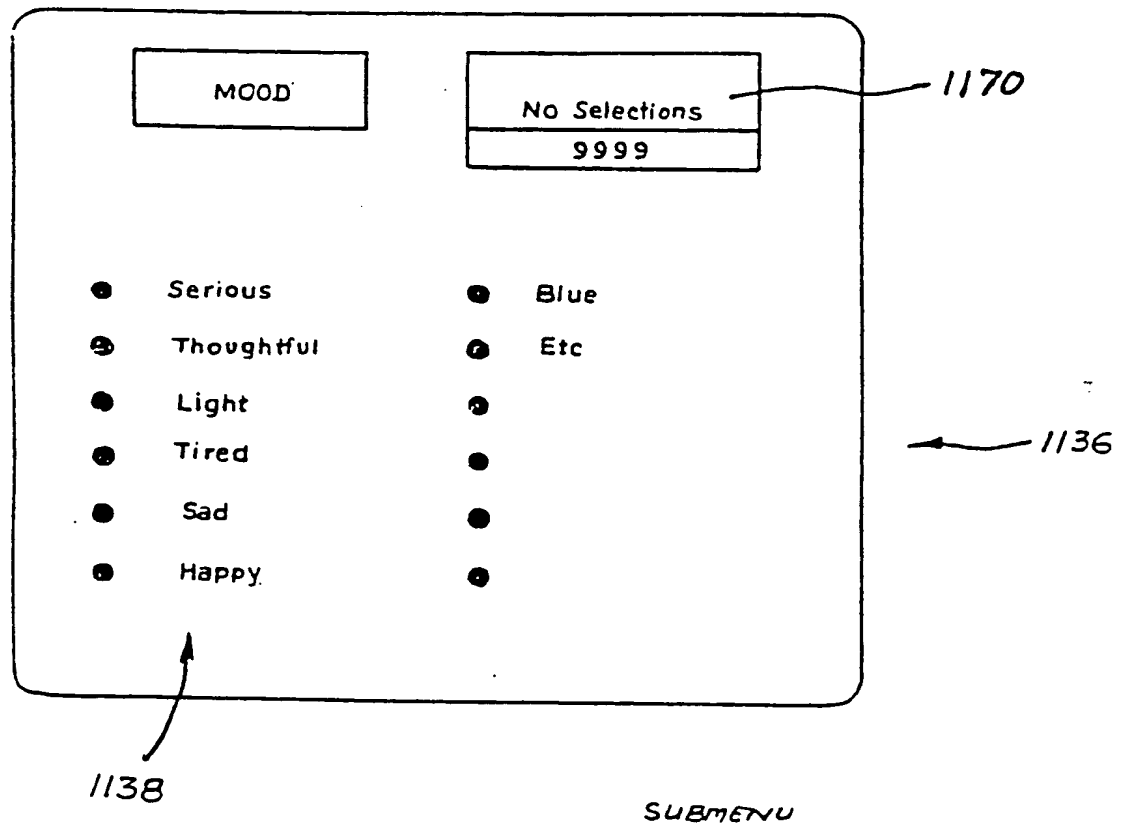 MOOD
No Selections
9999
1170
Serious
Thoughtful
Light
Tired
Sad
Happy
Blue
Etc
1136
1138
SUBMENU